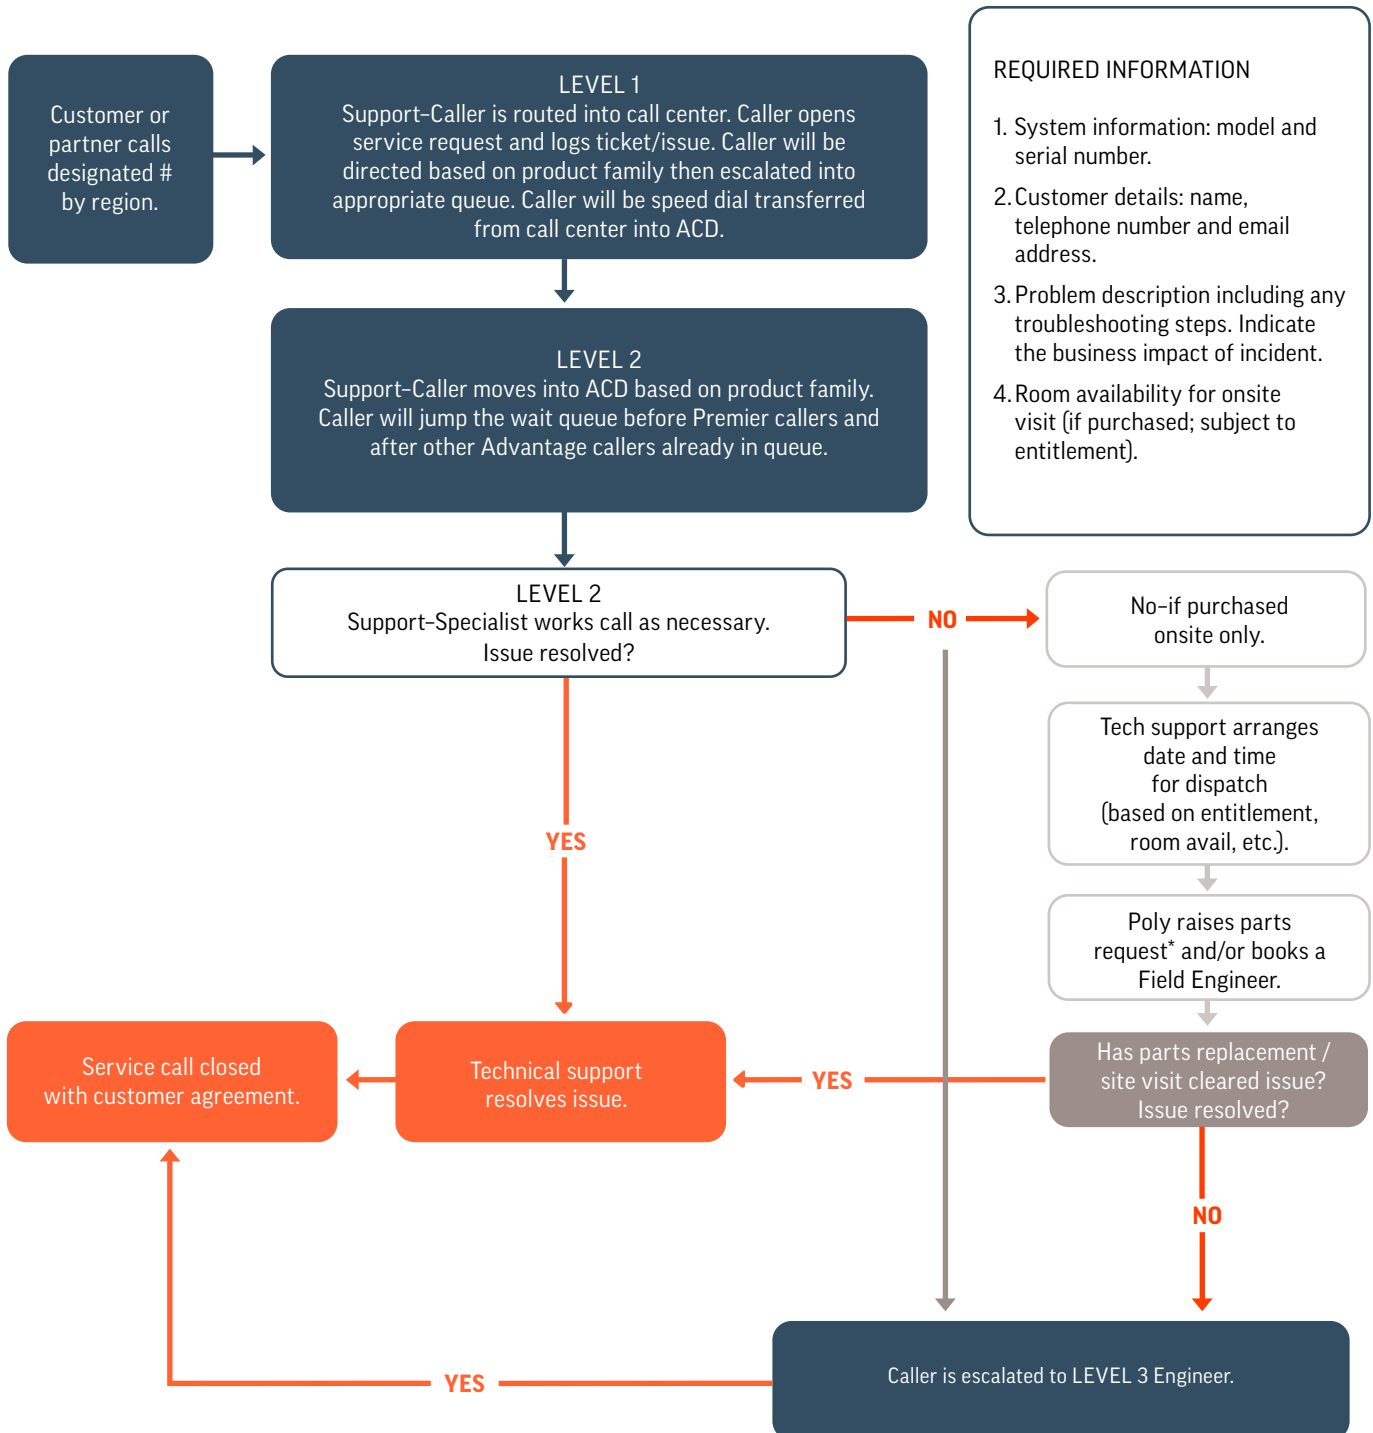 Customer or
partner calls
designated #
by region.
LEVEL 1
Support–Caller is routed into call center. Caller opens
service request and logs ticket/issue. Caller will be
directed based on product family then escalated into
appropriate queue. Caller will be speed dial transferred
from call center into ACD.
REQUIRED INFORMATION
1. System information: model and
serial number.
2. Customer details: name,
telephone number and email
address.
3. Problem description including any
troubleshooting steps. Indicate
the business impact of incident.
4. Room availability for onsite
visit (if purchased; subject to
entitlement).
LEVEL 2
Support–Caller moves into ACD based on product family.
Caller will jump the wait queue before Premier callers and
after other Advantage callers already in queue.
LEVEL 2
Support–Specialist works call as necessary.
Issue resolved?
NO
No–if purchased
onsite only.
Tech support arranges
date and time
for dispatch
(based on entitlement,
room avail, etc.).
YES
Poly raises parts
request* and/or books a
Field Engineer.
Service call closed
with customer agreement.
Technical support
resolves issue.
YES
Has parts replacement /
site visit cleared issue?
Issue resolved?
NO
YES
Caller is escalated to LEVEL 3 Engineer.